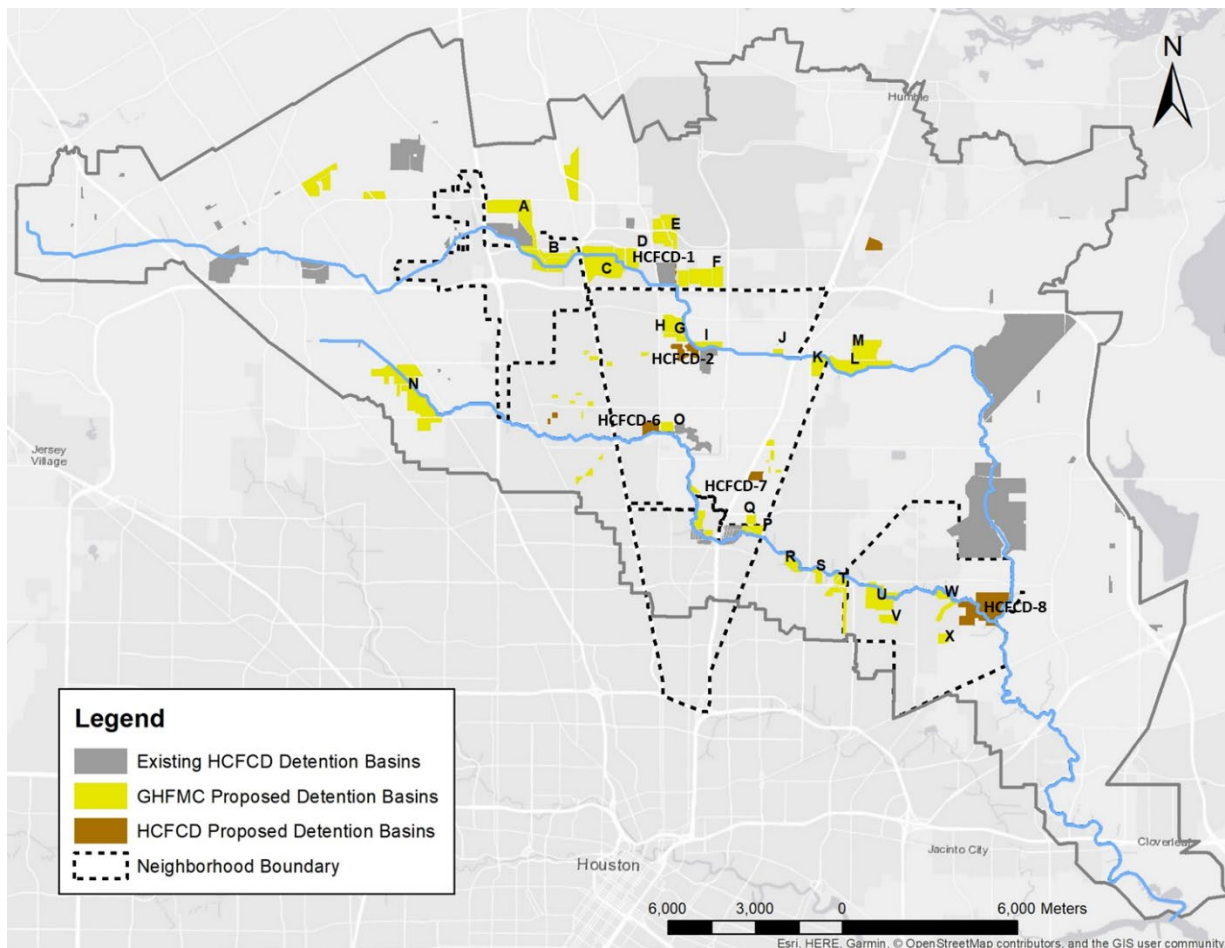 N
Humble
A
E
B
D
HCFCD-1
C
F
H
G
I
J
M
K
L
HCFCD-2
N
HCFCD-6
O
Jersey
Village
HCFCD-7
Q
P
R
S
T
U
W
HCFCD-8
V
X
Legend
Existing HCFCD Detention Basins
GHFMC Proposed Detention Basins
HCFCD Proposed Detention Basins
Neighborhood Boundary
Houston
Jacinto City
Cloverleaf
6,000 3,000 0 6,000 Meters
Esri, HERE, Garmin, © OpenStreetMap contributors, and the GIS user community